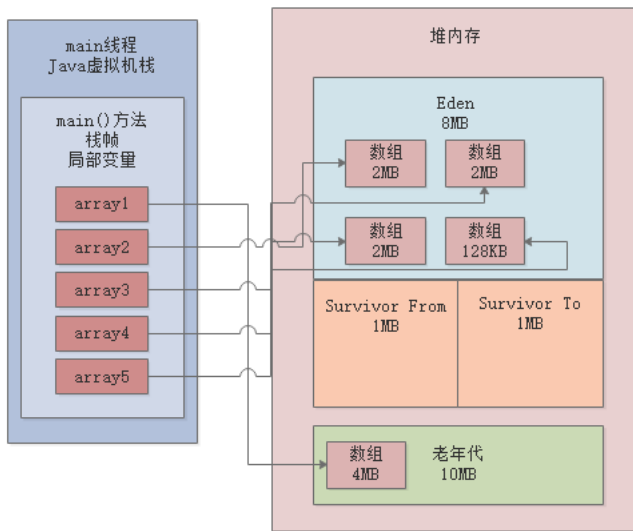 main线程
Java虚拟机栈
main()方法
栈帧
局部变量
array1
array2
array3
array4
array5
堆内存
Eden
8MB
数组
2MB
数组
2MB
数组
2MB
数组
128KB
Survivor From
1MB
Survivor To
1MB
数组
4MB
老年代
10MB